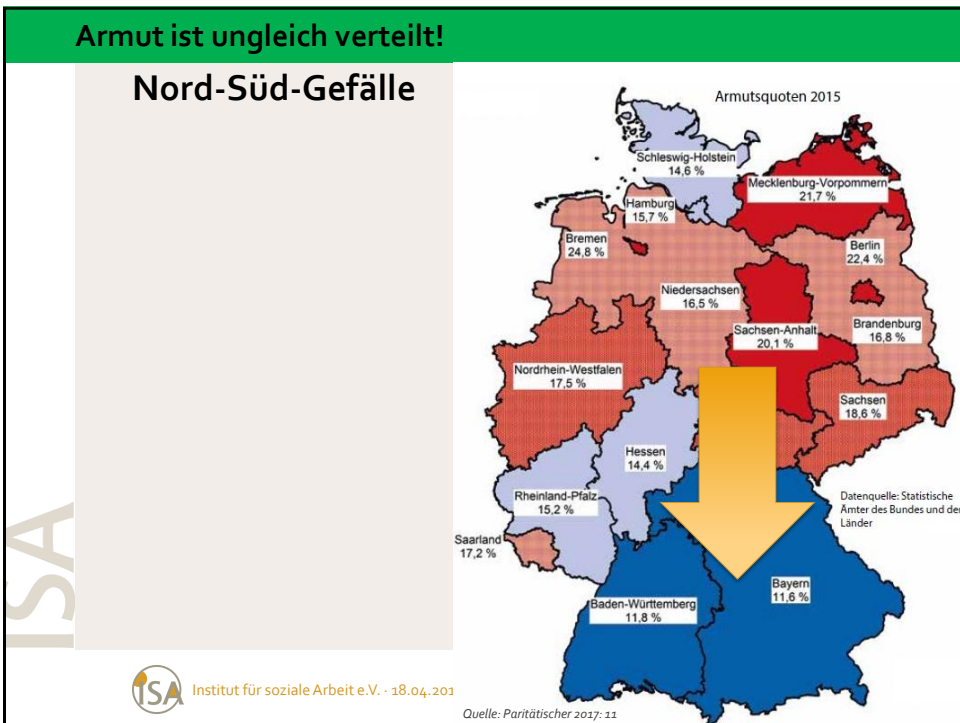 Armut ist ungleich verteilt!
Nord-Süd-Gefälle
Armutsquoten 2015
Schleswig-Holstein
14,6 %
Mecklenburg-Vorpommern
21,7 %
Hamburg
15,7 %
Bremen
24,8 %
Berlin
22,4 %
Niedersachsen
16,5 %
Sachsen-Anhalt
20,1 %
Brandenburg
16,8 %
Nordrhein-Westfalen
17,5 %
Sachsen
18,6 %
Hessen
14,4 %
Rheinland-Pfalz
15,2 %
Datenquelle: Statistische
Ämter des Bundes und der
Länder
Saarland
17,2 %
Bayern
11,6 %
Baden-Württemberg
11,8 %
ISA
ISA
Institut für soziale Arbeit e.V. · 18.04.201
Quelle: Paritätischer 2017: 11